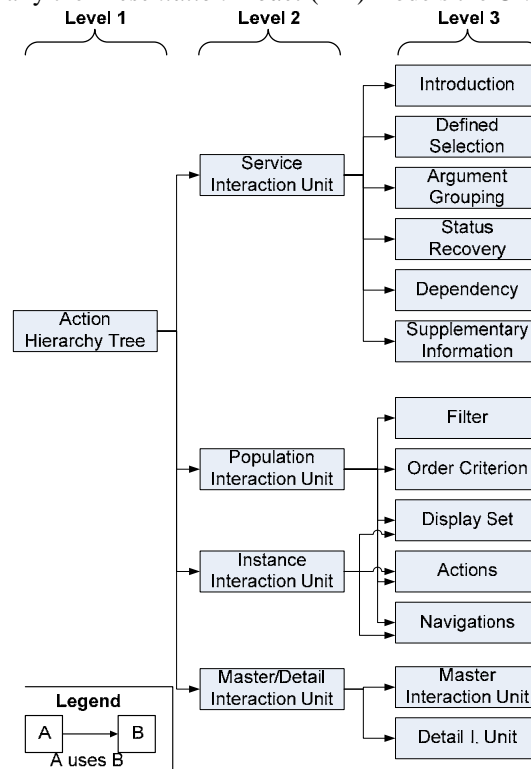 Level 1
Level 2
Level 3
Introduction
Defined
Selection
Service
Interaction Unit
Argument
Grouping
Status
Recovery
Dependency
Action
Hierarchy Tree
Supplementary
Information
Filter
Population
Interaction Unit
Order Criterion
Display Set
Instance
Interaction Unit
Actions
Navigations
Master/Detail
Interaction Unit
Master
Interaction Unit
Detail I. Unit
Legend
A
B
A uses B